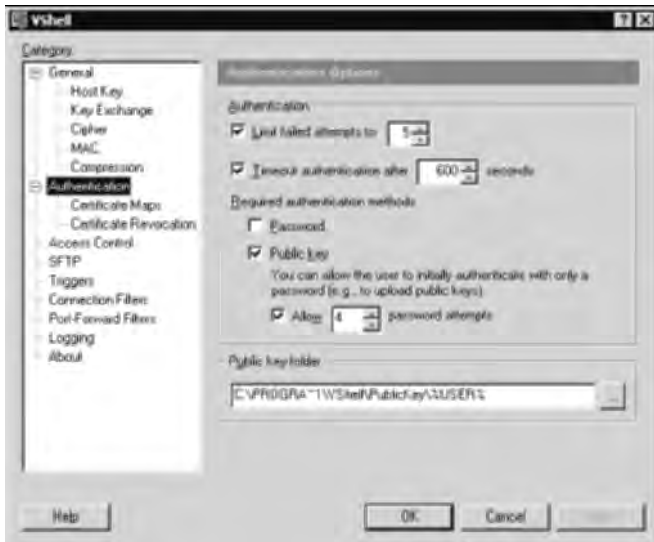 VShell
Category:
General
Host Key
Key Exchange
Cipher
MAC
Compression
Authentication
Certificate Maps
Certificate Revocation
Access Control
SFTP
Triggers
Connection Filters
Port-Forward Filters
Logging
About
Authentication Options
Authentication
Limit failed attempts to: 5
Timeout authentication after 600 seconds
Required authentication methods
Password
Public key
You can allow the user to initially authenticate with only a
password (e.g., to upload public keys)
Allow 4 password attempts
Public key folder
C:\PROGRA~1\VShell\PublicKey\%USER%
...
Help
OK
Cancel